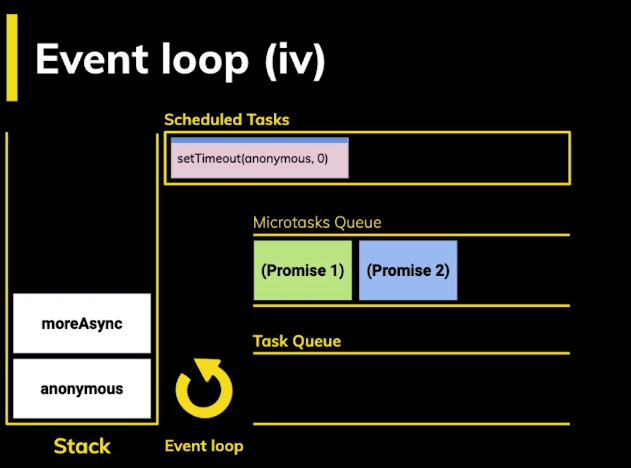 Event loop (iv)
Scheduled Tasks
setTimeout(anonymous, 0)
Microtasks Queue
(Promise 1)
(Promise 2)
moreAsync
Task Queue
anonymous
Stack
Event loop